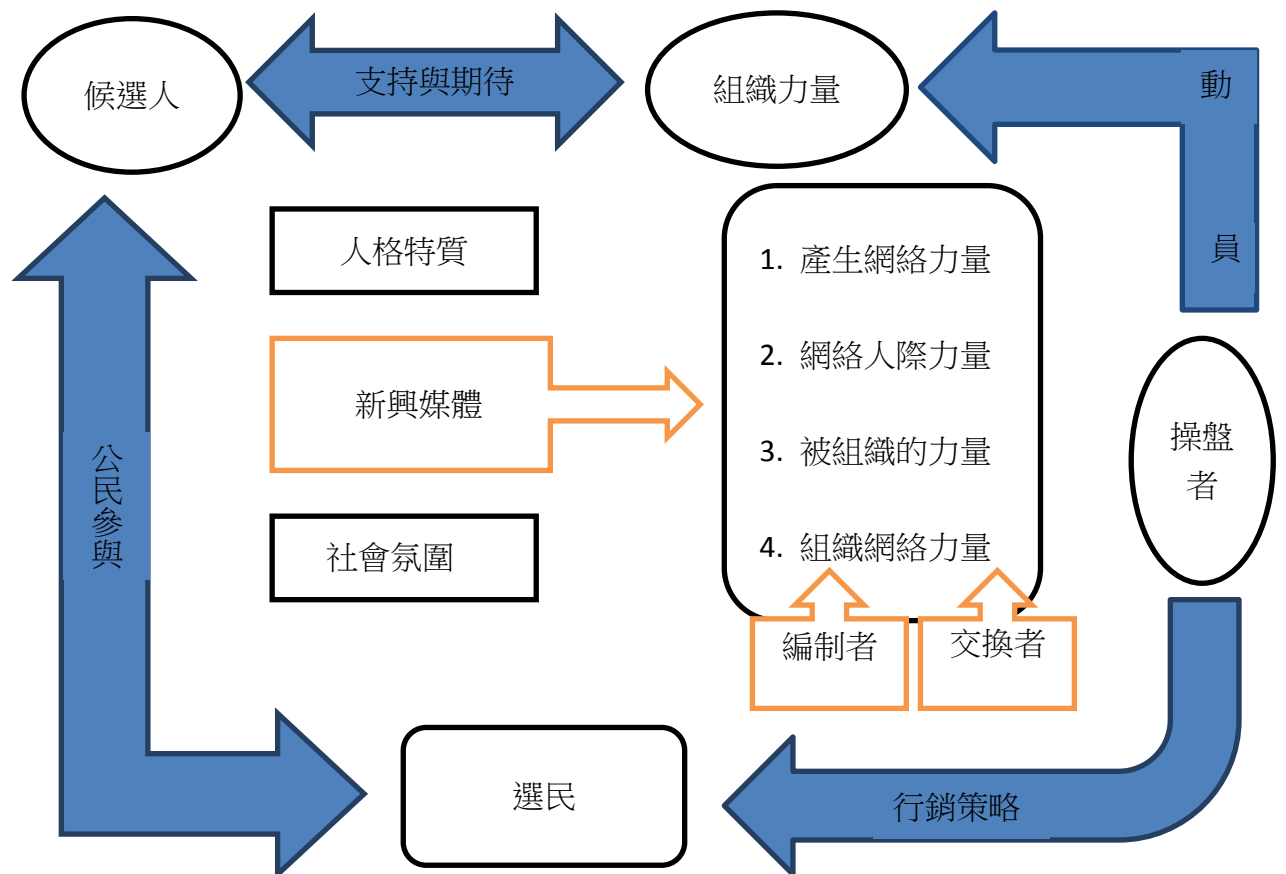 候選人
支持與期待
組織力量
動
員
人格特質
新興媒體
社會氛圍
1. 產生網絡力量
2. 網絡人際力量
3. 被組織的力量
4. 組織網絡力量
編制者
交換者
操盤
者
公民參與
選民
行銷策略